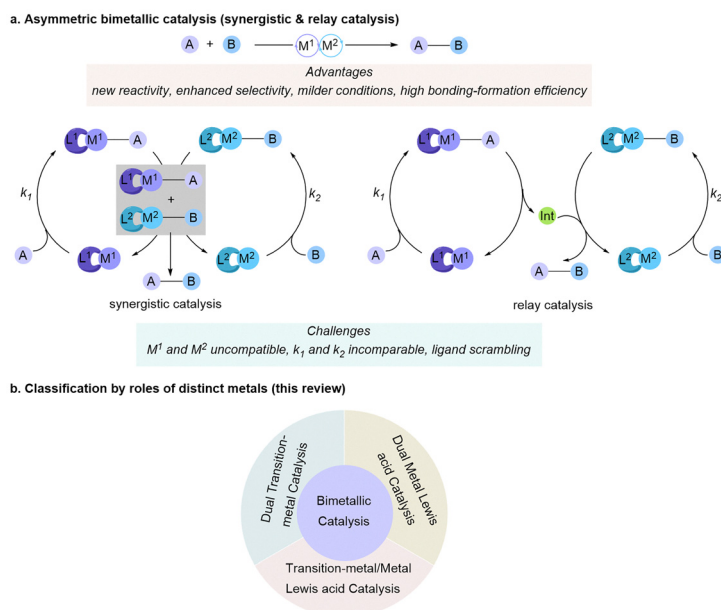 a. Asymmetric bimetallic catalysis (synergistic & relay catalysis)
A + B M¹ M² A B
Advantages
new reactivity, enhanced selectivity, milder conditions, high bonding-formation efficiency
L¹ M¹ A L² M² B
L¹ M¹ A
+
L² M² B
k₁ k₂
A L¹ M¹ L² M² B
A B
synergistic catalysis
L¹ M¹ A L² M² B
k₁ k₂
Int
A L¹ M¹ A B L² M² B
relay catalysis
Challenges
M¹ and M² uncompatible, k₁ and k₂ incomparable, ligand scrambling
b. Classification by roles of distinct metals (this review)
Dual Transition-
metal Catalysis
Dual Metal Lewis
acid Catalysis
Bimetallic
Catalysis
Transition-metal/Metal
Lewis acid Catalysis